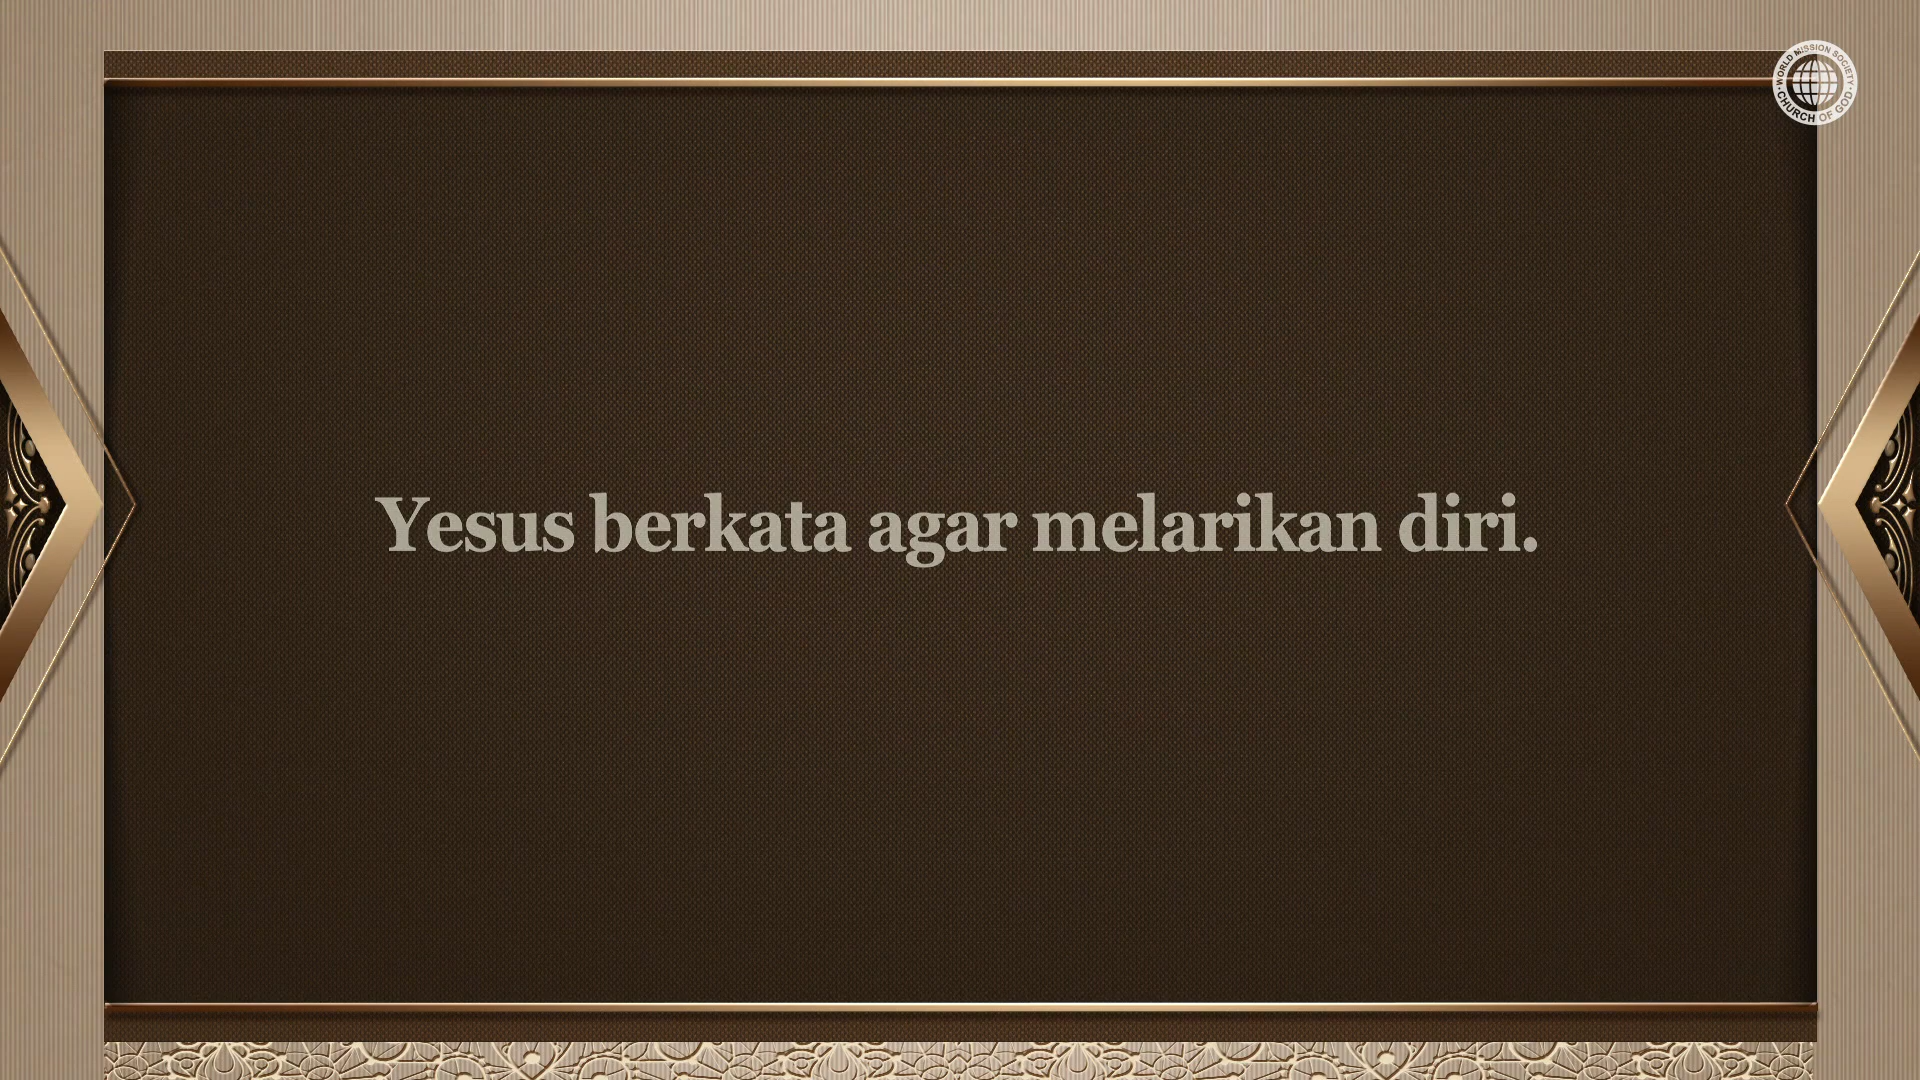 WORLD MISSION SOCIETY
CHURCH OF GOD
Yesus berkata agar melarikan diri.